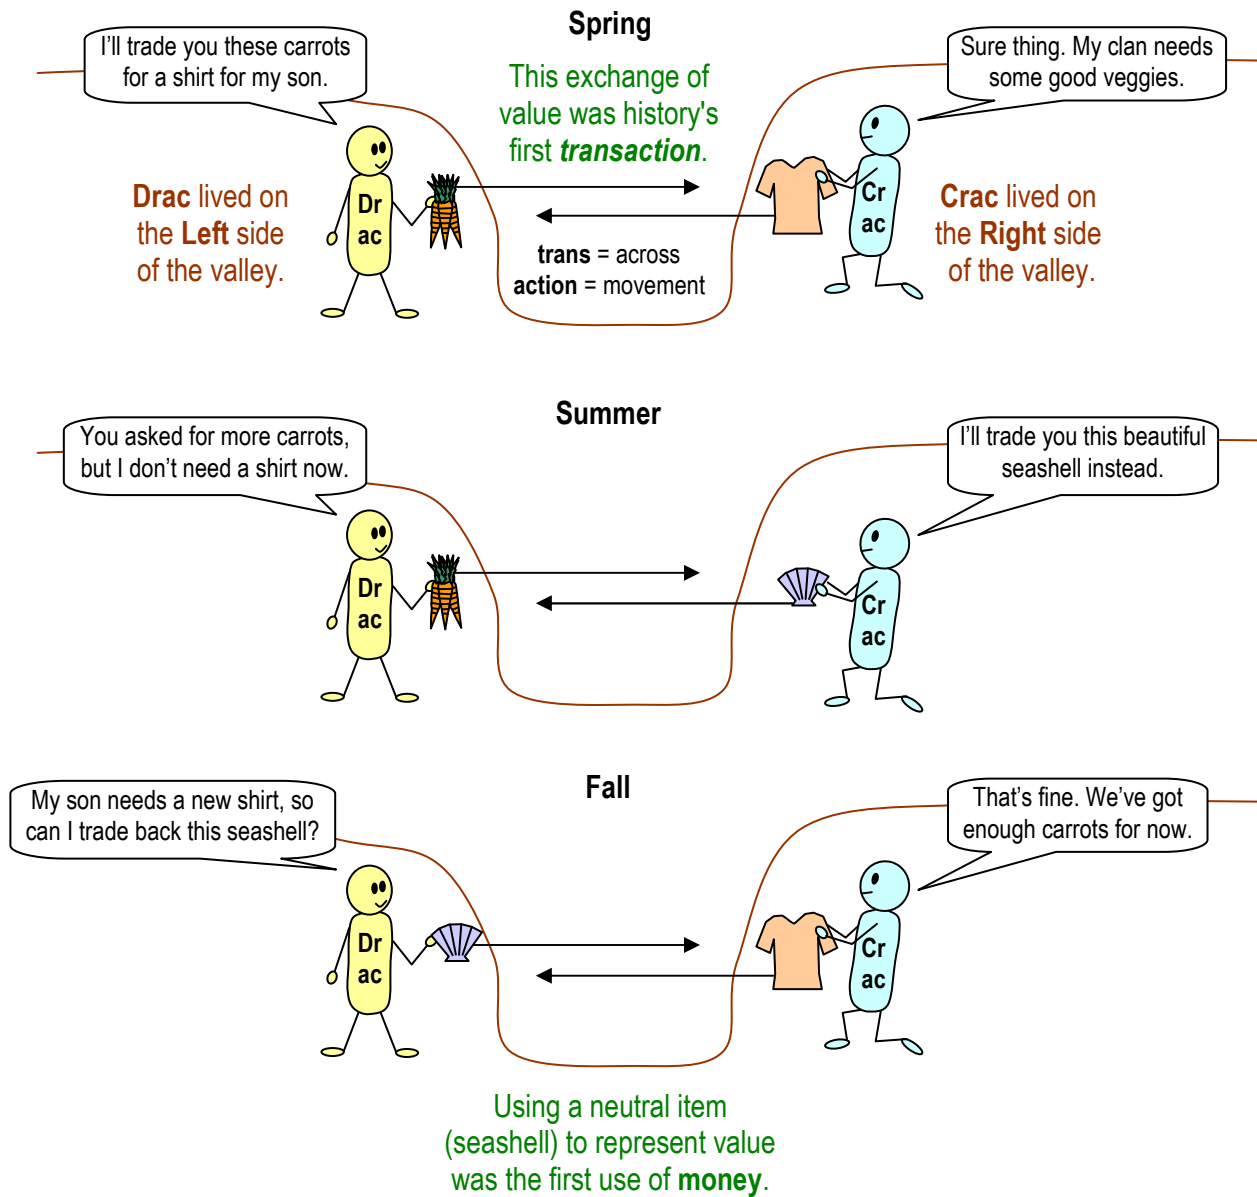 Spring
I'll trade you these carrots
for a shirt for my son.
This exchange of
value was history's
first transaction.
Sure thing. My clan needs
some good veggies.
Drac lived on
the Left side
of the valley.
Dr
ac
trans = across
action = movement
Cr
ac
Crac lived on
the Right side
of the valley.
Summer
You asked for more carrots,
but I don't need a shirt now.
I'll trade you this beautiful
seashell instead.
Dr
ac
Cr
ac
Fall
My son needs a new shirt, so
can I trade back this seashell?
That's fine. We've got
enough carrots for now.
Dr
ac
Cr
ac
Using a neutral item
(seashell) to represent value
was the first use of money.